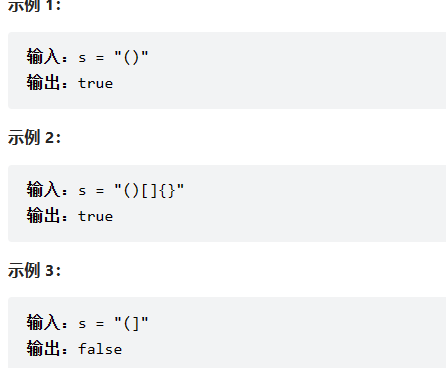 示例 1：
输入：s = "()"
输出：true
示例 2：
输入：s = "()[]{}"
输出：true
示例 3：
输入：s = "(]"
输出：false